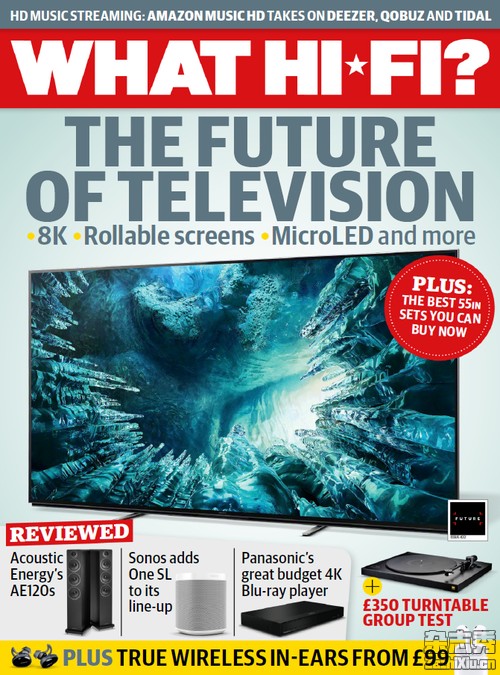 HD MUSIC STREAMING: AMAZON MUSIC HD TAKES ON DEEZER, QOBUZ AND TIDAL
WHAT HI★FI?
THE FUTURE
OF TELEVISION
•8K •Rollable screens •MicroLED and more
PLUS:
THE BEST 55IN
SETS YOU CAN
BUY NOW
FUTURE
REVIEWED
Acoustic
Energy's
AE120s
Sonos adds
One SL
to its
line-up
Panasonic's
great budget 4K
Blu-ray player
+
£350 TURNTABLE
GROUP TEST
PLUS TRUE WIRELESS IN-EARS FROM £99
杂志秀